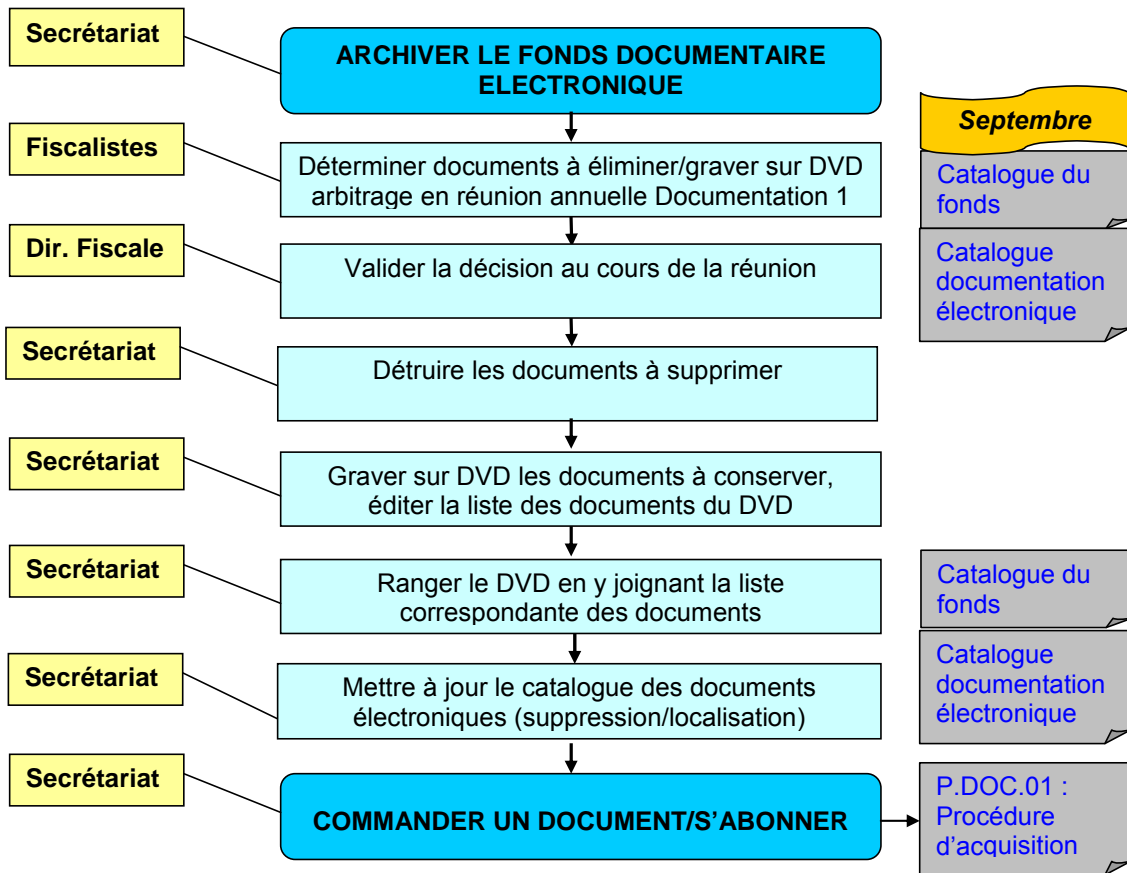 Secrétariat
ARCHIVER LE FONDS DOCUMENTAIRE
ELECTRONIQUE
Septembre
Fiscalistes
Déterminer documents à éliminer/graver sur DVD
arbitrage en réunion annuelle Documentation 1
Catalogue du
fonds
Dir. Fiscale
Valider la décision au cours de la réunion
Catalogue
documentation
électronique
Secrétariat
Détruire les documents à supprimer
Secrétariat
Graver sur DVD les documents à conserver,
éditer la liste des documents du DVD
Secrétariat
Ranger le DVD en y joignant la liste
correspondante des documents
Catalogue du
fonds
Secrétariat
Mettre à jour le catalogue des documents
électroniques (suppression/localisation)
Catalogue
documentation
électronique
Secrétariat
COMMANDER UN DOCUMENT/S’ABONNER
P.DOC.01 :
Procédure
d’acquisition